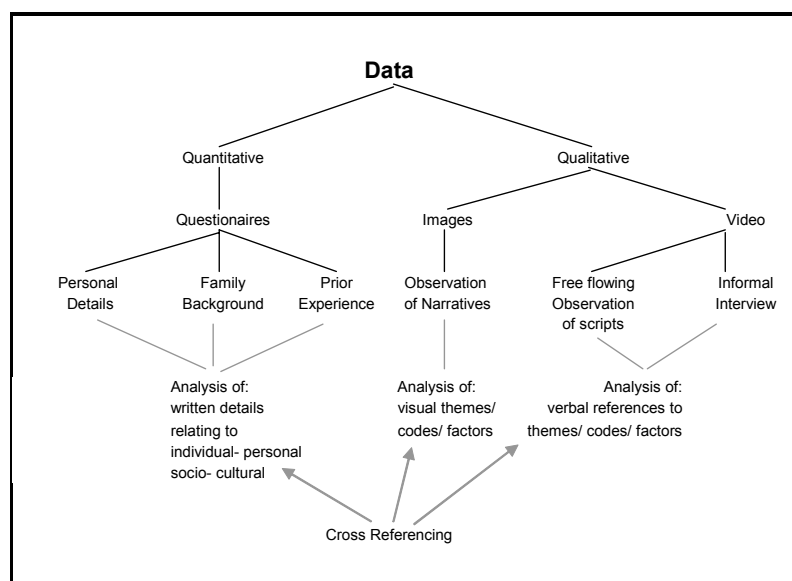 Data
Quantitative
Qualitative
Questionaires
Images
Video
Personal
Details
Family
Background
Prior
Experience
Observation
of Narratives
Free flowing
Observation
of scripts
Informal
Interview
Analysis of:
written details
relating to
individual- personal
socio- cultural
Analysis of:
visual themes/
codes/ factors
Analysis of:
verbal references to
themes/ codes/ factors
Cross Referencing